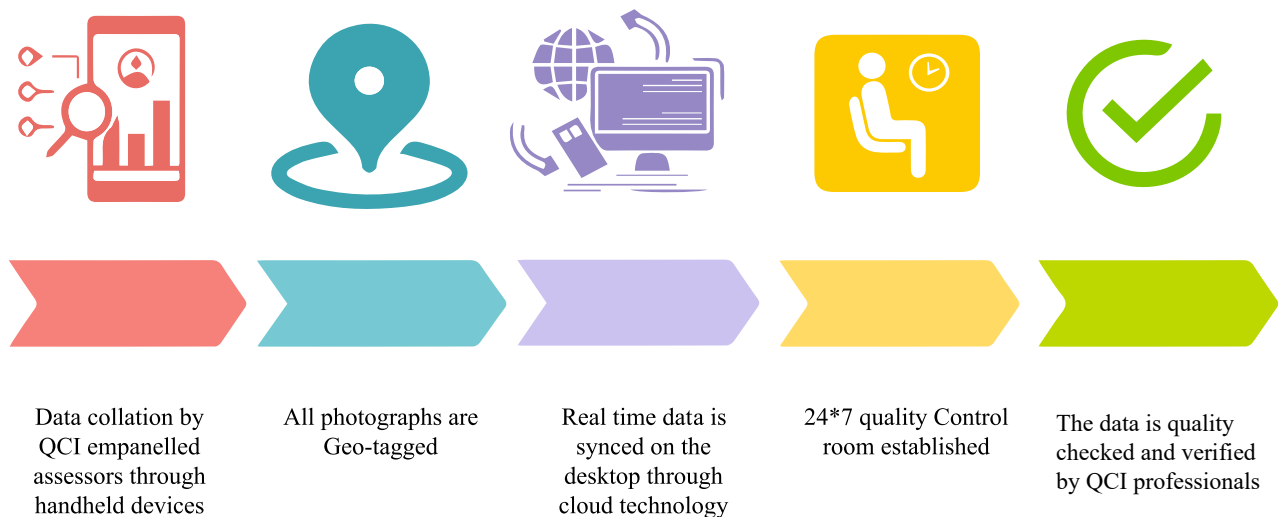 Data collation by
QCI empanelled
assessors through
handheld devices
All photographs are
Geo-tagged
Real time data is
synced on the
desktop through
cloud technology
24*7 quality Control
room established
The data is quality
checked and verified
by QCI professionals